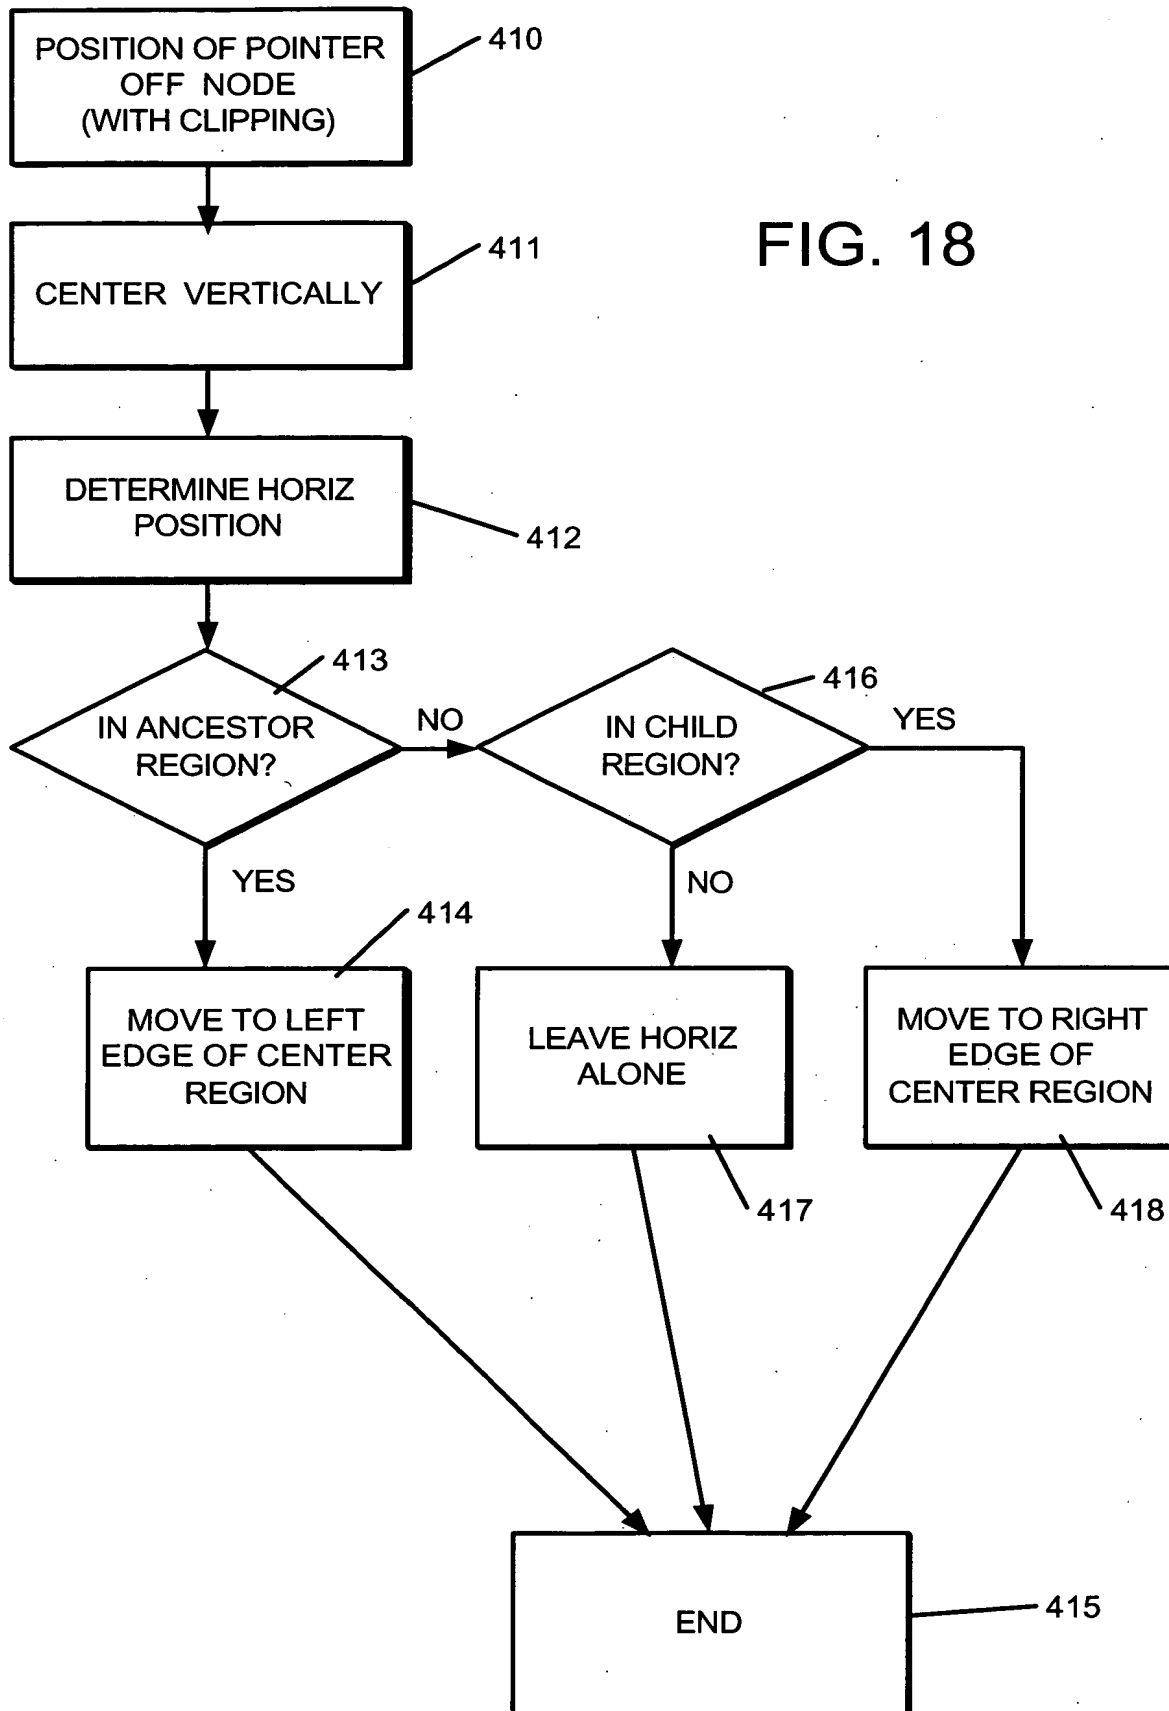 POSITION OF POINTER
OFF NODE
(WITH CLIPPING)
410
FIG. 18
CENTER VERTICALLY
411
DETERMINE HORIZ
POSITION
412
IN ANCESTOR
REGION?
413
NO
IN CHILD
REGION?
416
YES
YES
NO
414
MOVE TO LEFT
EDGE OF CENTER
REGION
LEAVE HORIZ
ALONE
417
MOVE TO RIGHT
EDGE OF
CENTER REGION
418
END
415